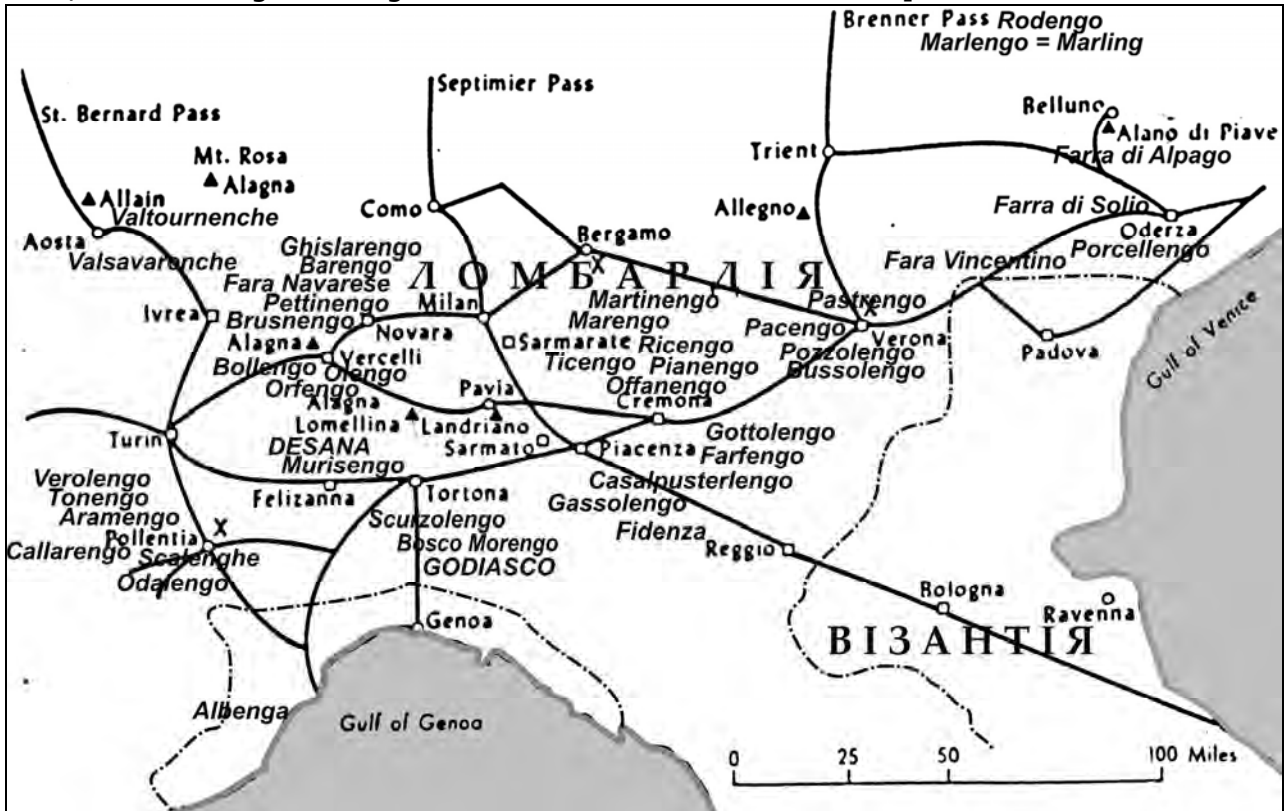 Brenner Pass Rodengo
Marlengo = Marling
St. Bernard Pass
Septimier Pass
Belluno
Alano di Piave
Farra di Alpago
Mt. Rosa
Alagna
Trient
Allain
Valtournenche
Como
Allegno
Farra di Solio
Oderza
Aosta
Valsavaronche
Ghislarengo
Bergamo
Porcellengo
Barengo
X
Fara Vincentino
ЛОМБАРДІЯ
Fara Navarese
Pettinengo
Milan
Martinengo
Pastrengo
X
Ivrea
Brusnengo
Novara
Marengo
Pacengo
Verona
Padova
Gulf of Venice
Alagna
Sarmarate
Ricengo
Pozzolengo
Bollengo
Vercelli
Olengo
Ticengo
Pianengo
Bussolengo
Orfengo
Pavia
Offanengo
Alagna
Lomellina
Landriano
Cremona
Turin
DESANA
Sarmato
Piacenza
Gottolengo
Murisengo
Farfengo
Verolengo
Felizanna
Tortona
Casalpusterlengo
Tonengo
Gassolengo
Aramengo
Scurzolengo
Fidenza
Pollentia
X
Bosco Morengo
Reggio
Callarengo
Scalenghe
GODIASCO
Odalengo
Bologna
Ravenna
Genoa
ВІЗАНТІЯ
Albenga
Gulf of Genoa
0 25 50 100 Miles